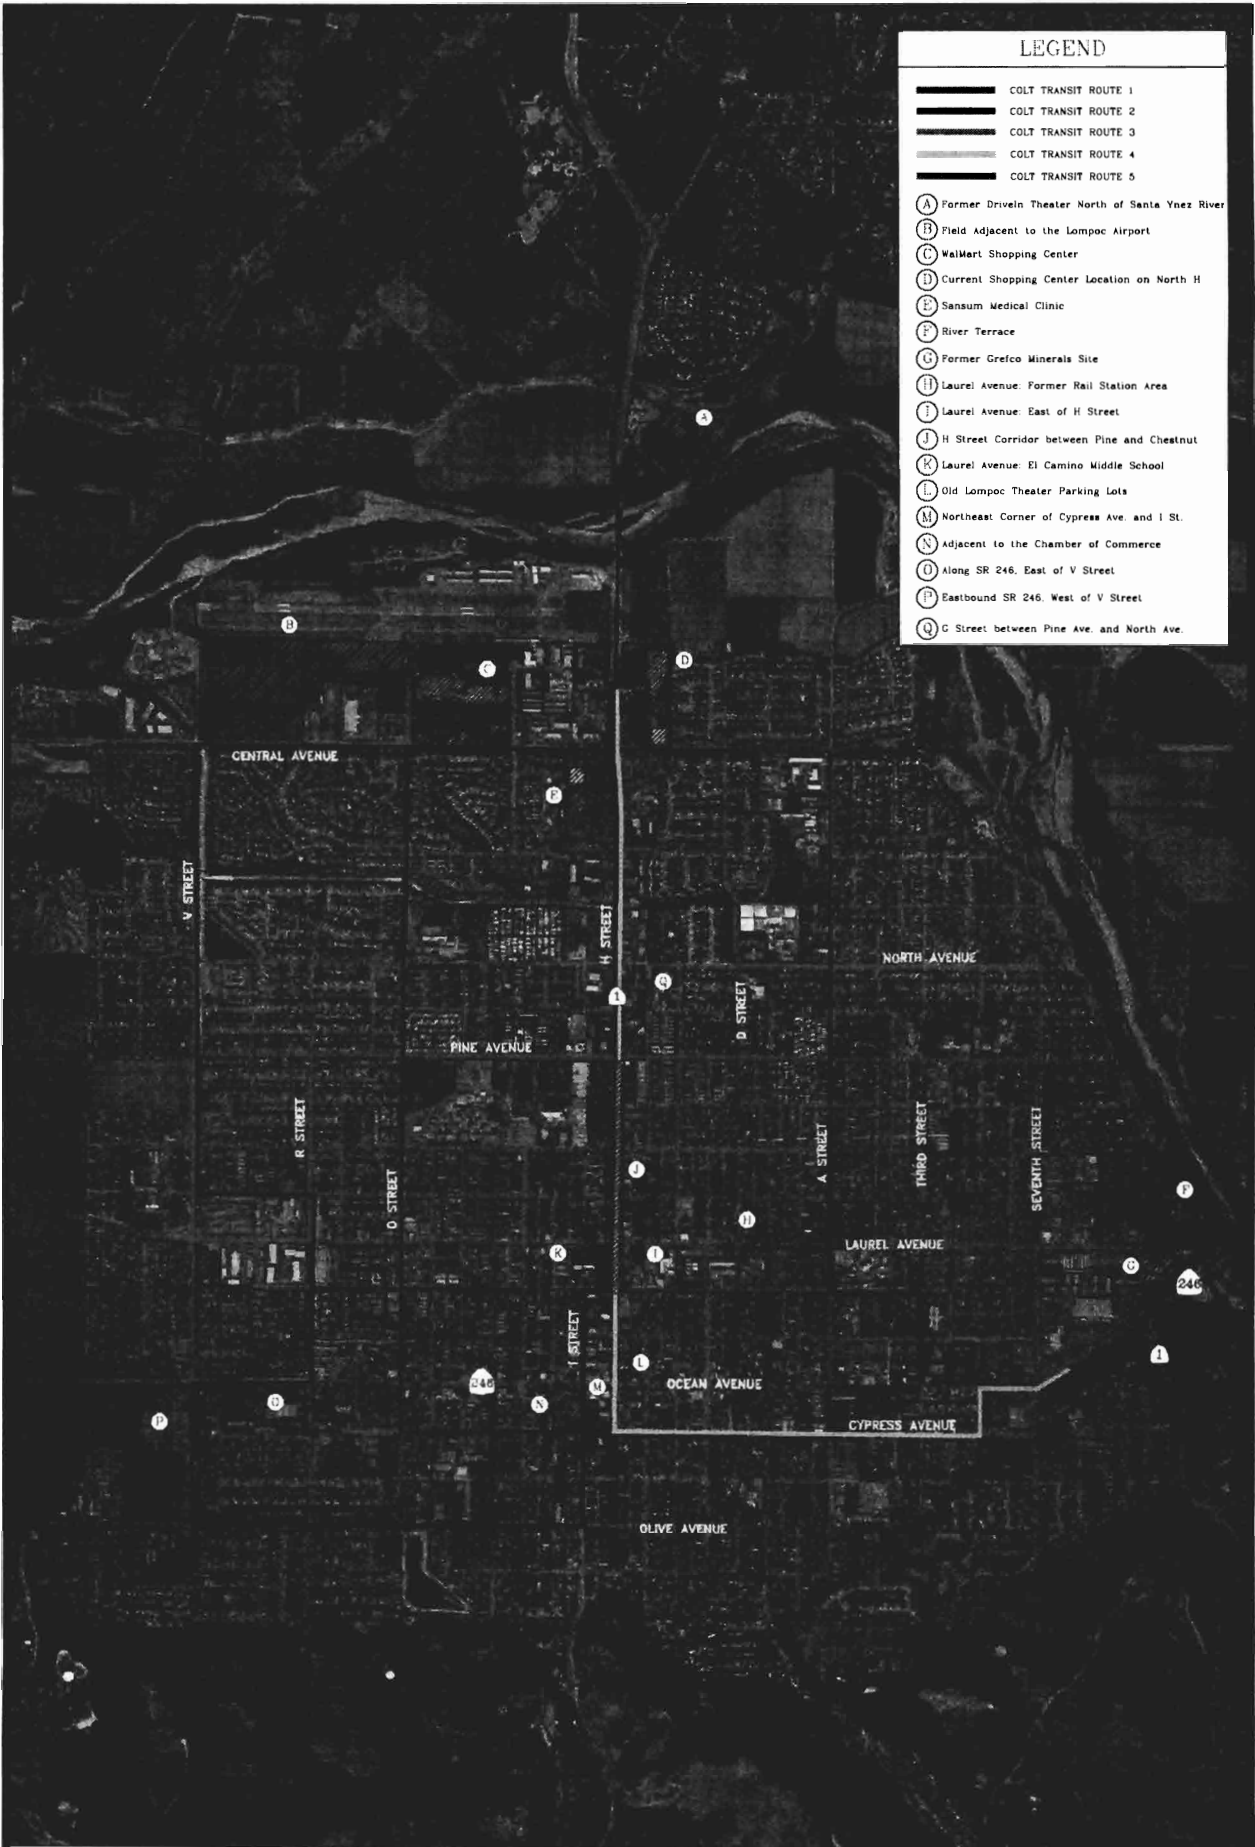 LEGEND
COLT TRANSIT ROUTE 1
COLT TRANSIT ROUTE 2
COLT TRANSIT ROUTE 3
COLT TRANSIT ROUTE 4
COLT TRANSIT ROUTE 5
A Former DriveIn Theater North of Santa Ynez River
B Field Adjacent to the Lompoc Airport
C WalMart Shopping Center
D Current Shopping Center Location on North H
E Sansum Medical Clinic
F River Terrace
G Former Grefco Minerals Site
H Laurel Avenue: Former Rail Station Area
I Laurel Avenue: East of H Street
J H Street Corridor between Pine and Chestnut
K Laurel Avenue: El Camino Middle School
L Old Lompoc Theater Parking Lots
M Northeast Corner of Cypress Ave. and I St.
N Adjacent to the Chamber of Commerce
O Along SR 246, East of V Street
P Eastbound SR 246, West of V Street
Q G Street between Pine Ave. and North Ave.
A
B
C
D
CENTRAL AVENUE
E
V STREET
H STREET
NORTH AVENUE
Q
1
D STREET
PINE AVENUE
R STREET
A STREET
THIRD STREET
SEVENTH STREET
J
O STREET
F
H
LAUREL AVENUE
K
I
G
246
I STREET
1
L
246
M
OCEAN AVENUE
O
N
P
CYPRESS AVENUE
OLIVE AVENUE